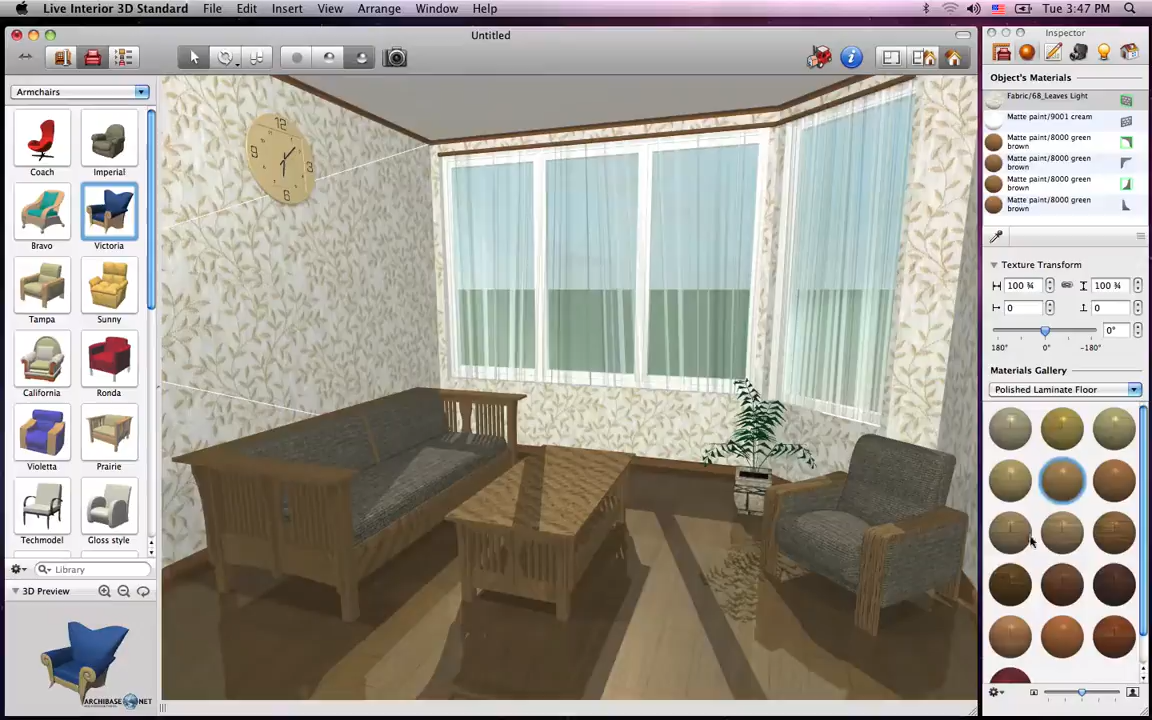 Live Interior 3D Standard File Edit Insert View Arrange Window Help Tue 3:47 PM
Untitled
Inspector
Armchairs
Coach
Imperial
Bravo
Victoria
Tampa
Sunny
California
Ronda
Violetta
Prairie
Techmodel
Gloss style
Library
3D Preview
ARCHIBASE NET
12
9
3
6
Object's Materials
Fabric/68_Leaves Light
Matte paint/9001 cream
Matte paint/8000 green
brown
Matte paint/8000 green
brown
Matte paint/8000 green
brown
Matte paint/8000 green
brown
Texture Transform
100 % 100 %
0 0
0°
180° 0° -180°
Materials Gallery
Polished Laminate Floor